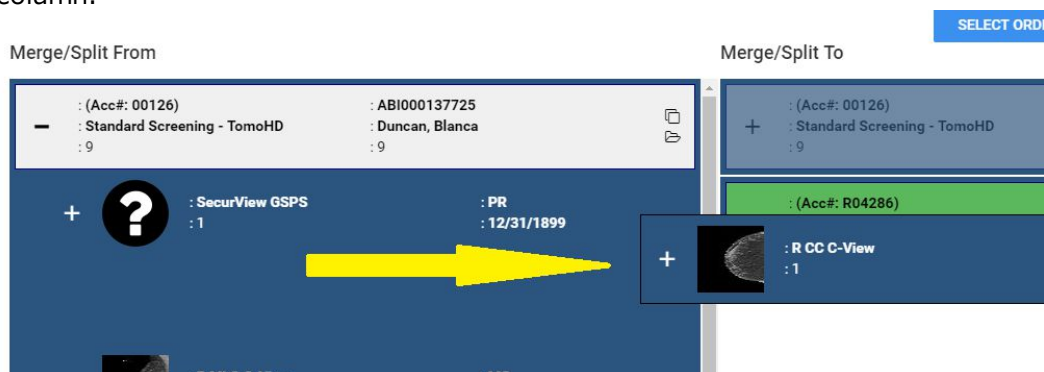 column.
SELECT ORD
Merge/Split From
Merge/Split To
: (Acc#: 00126)
: Standard Screening - TomoHD
: 9
: ABI000137725
: Duncan, Blanca
: 9
: (Acc#: 00126)
: Standard Screening - TomoHD
: 9
: SecurView GSPS
: 1
: PR
: 12/31/1899
: (Acc#: R04286)
: R CC C-View
: 1